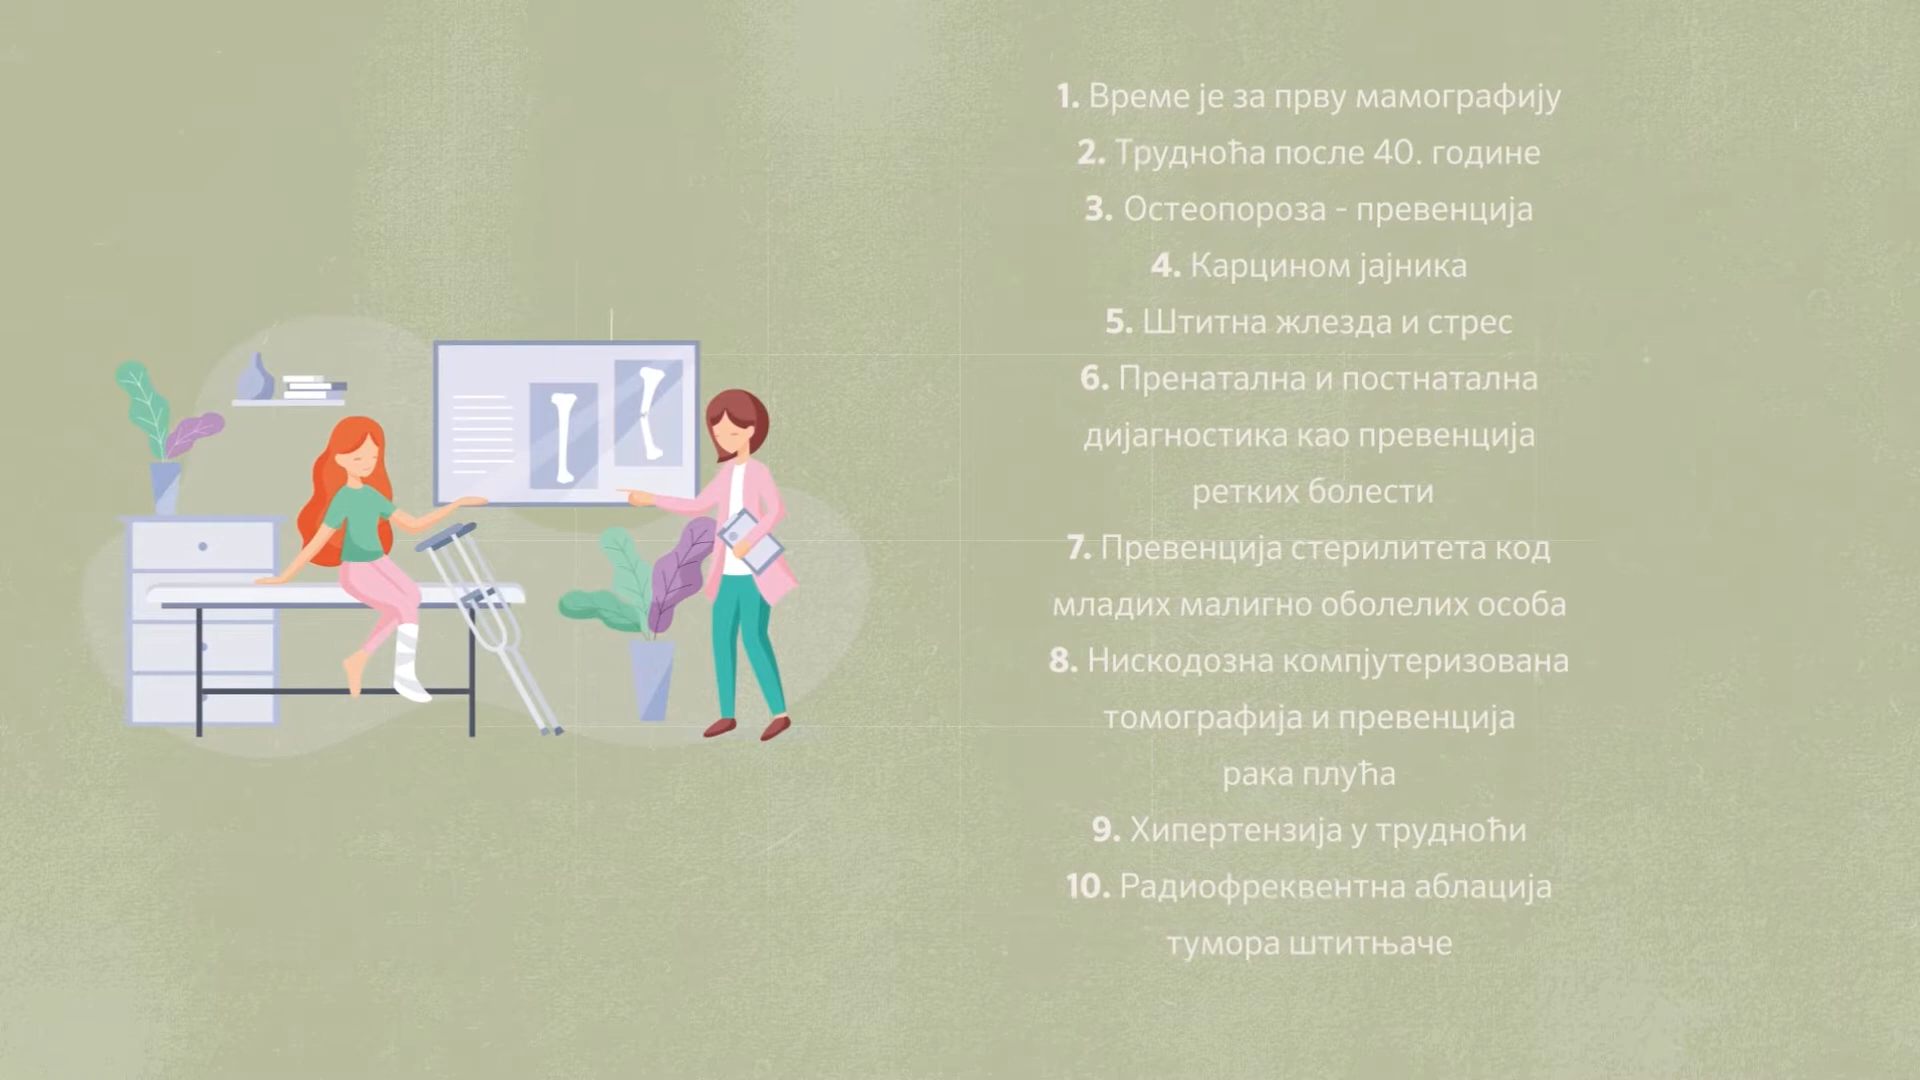 1. Време је за прву мамографију
2. Трудноћа после 40. године
3. Остеопороза - превенција
4. Карцином јајника
5. Штитна жлезда и стрес
6. Пренатална и постнатална
дијагностика као превенција
ретких болести
7. Превенција стерилитета код
младих малигно оболелих особа
8. Нискодозна компјутеризована
томографија и превенција
рака плућа
9. Хипертензија у трудноћи
10. Радиофреквентна аблација
тумора штитњаче